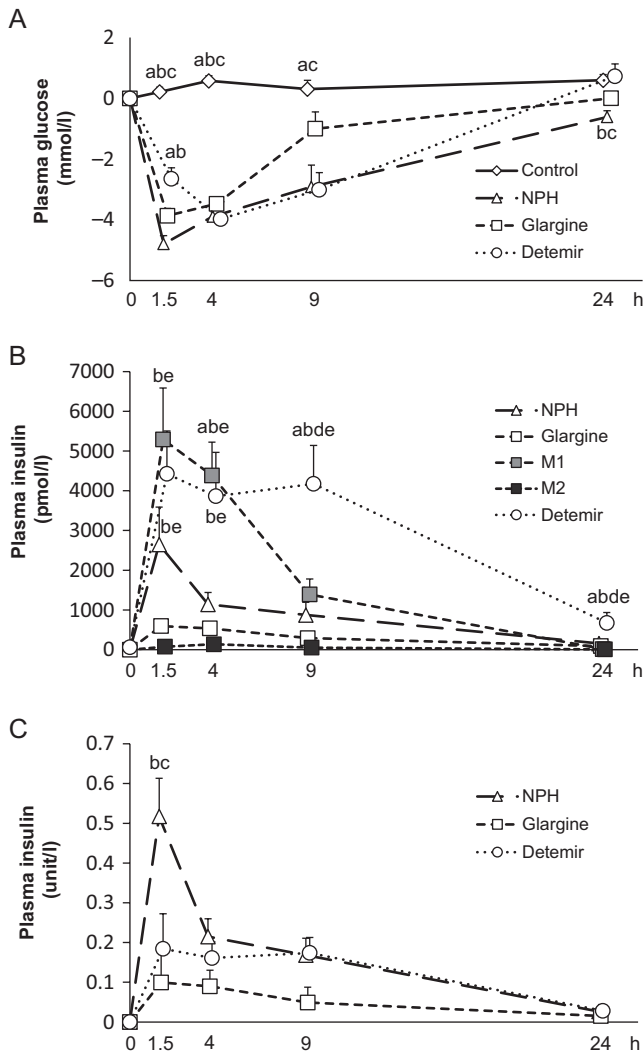 A
Plasma glucose
(mmol/l)
2
0
−2
−4
−6
abc
abc
ac
ab
bc
Control
NPH
Glargine
Detemir
0 1.5 4 9 24 h
B
Plasma insulin
(pmol/l)
7000
6000
5000
4000
3000
2000
1000
0
be
abe
abde
be
be
abde
NPH
Glargine
M1
M2
Detemir
0 1.5 4 9 24 h
C
Plasma insulin
(unit/l)
0.7
0.6
0.5
0.4
0.3
0.2
0.1
0
bc
NPH
Glargine
Detemir
0 1.5 4 9 24 h